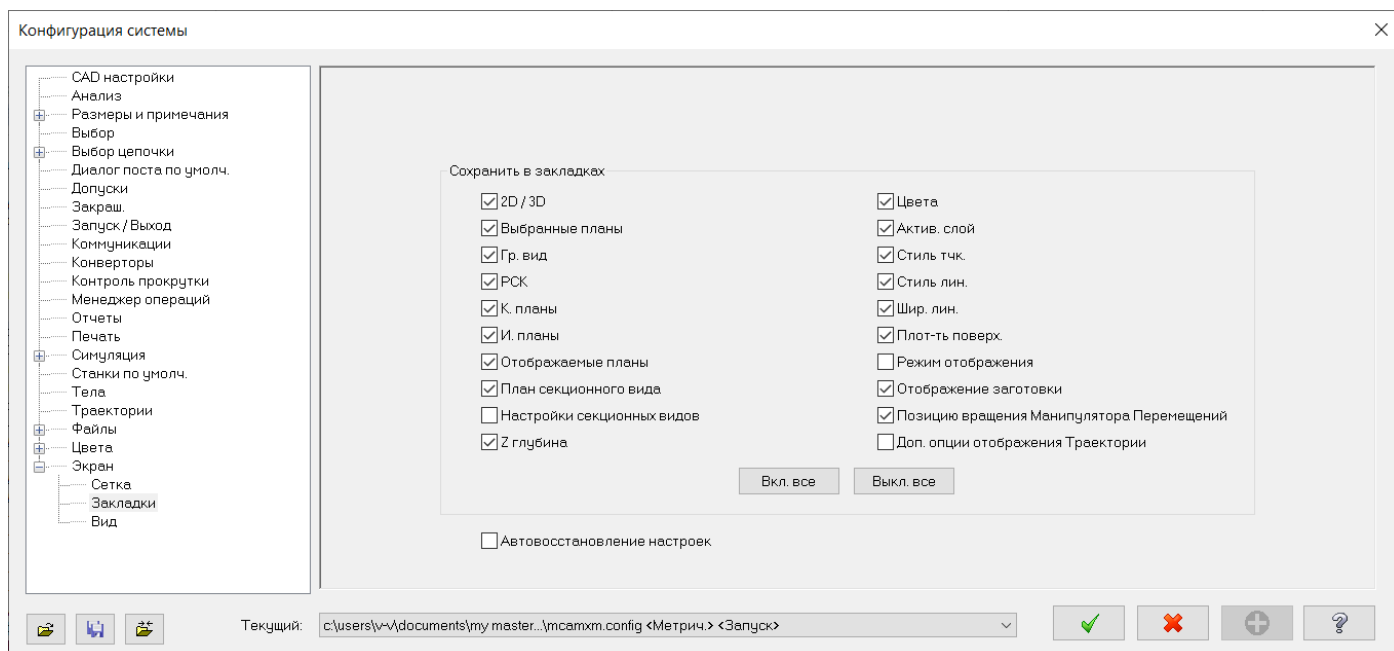 Конфигурация системы
CAD настройки
Анализ
Размеры и примечания
Выбор
Выбор цепочки
Диалог поста по умолч.
Допуски
Закраш.
Запуск / Выход
Коммуникации
Конверторы
Контроль прокрутки
Менеджер операций
Отчеты
Печать
Симуляция
Станки по умолч.
Тела
Траектории
Файлы
Цвета
Экран
Сетка
Закладки
Вид
Сохранить в закладках
2D / 3D
Выбранные планы
Гр. вид
РСК
К. планы
И. планы
Отображаемые планы
План секционного вида
Настройки секционных видов
Z глубина
Цвета
Актив. слой
Стиль тчк.
Стиль лин.
Шир. лин.
Плот-ть поверх.
Режим отображения
Отображение заготовки
Позицию вращения Манипулятора Перемещений
Доп. опции отображения Траектории
Вкл. все
Выкл. все
Автовосстановление настроек
Текущий:
c:\users\v-v\documents\my master...\mcamxm.config <Метрич.> <Запуск>